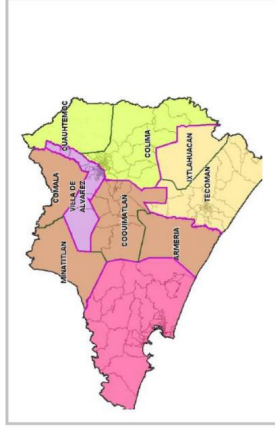 CUAUHTEMOC
COMALA
VILLA DE
ALVAREZ
COLIMA
MINATITLAN
COQUIMATLAN
IXTLAHUACAN
TECOMAN
ARMERIA